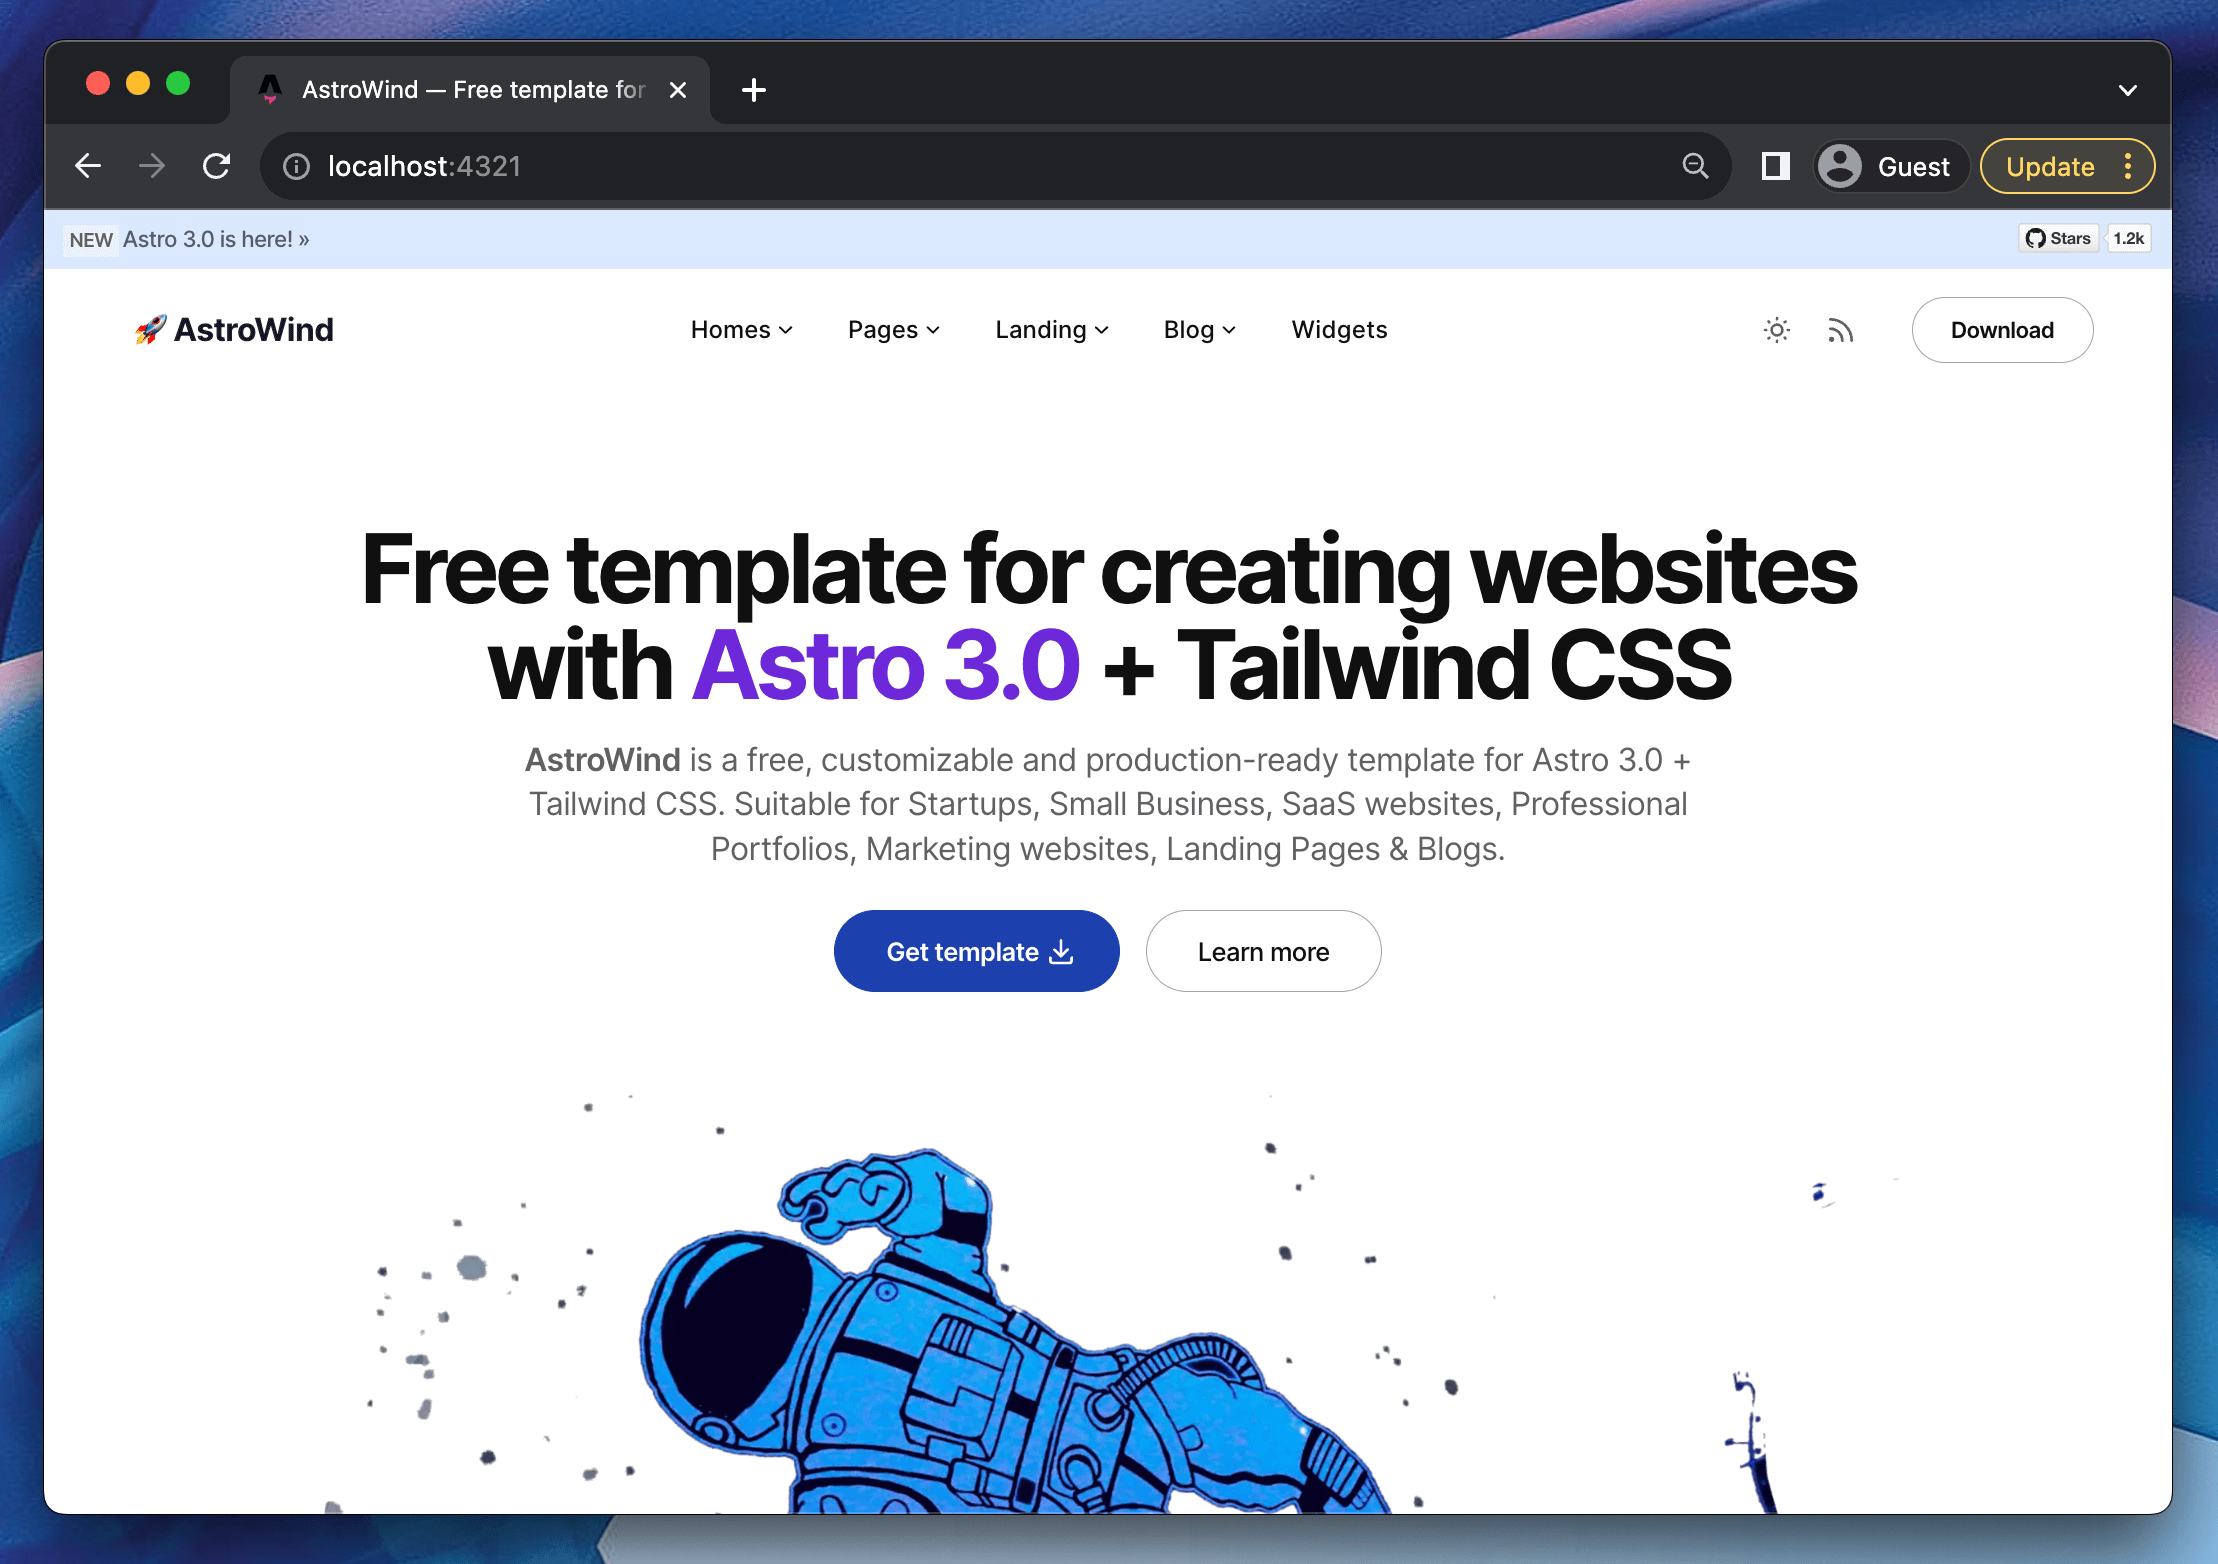 AstroWind — Free template for
localhost:4321
Guest
Update
NEW Astro 3.0 is here! »
Stars
1.2k
AstroWind
Homes
Pages
Landing
Blog
Widgets
Download
Free template for creating websites
with Astro 3.0 + Tailwind CSS
AstroWind is a free, customizable and production-ready template for Astro 3.0 +
Tailwind CSS. Suitable for Startups, Small Business, SaaS websites, Professional
Portfolios, Marketing websites, Landing Pages & Blogs.
Get template
Learn more